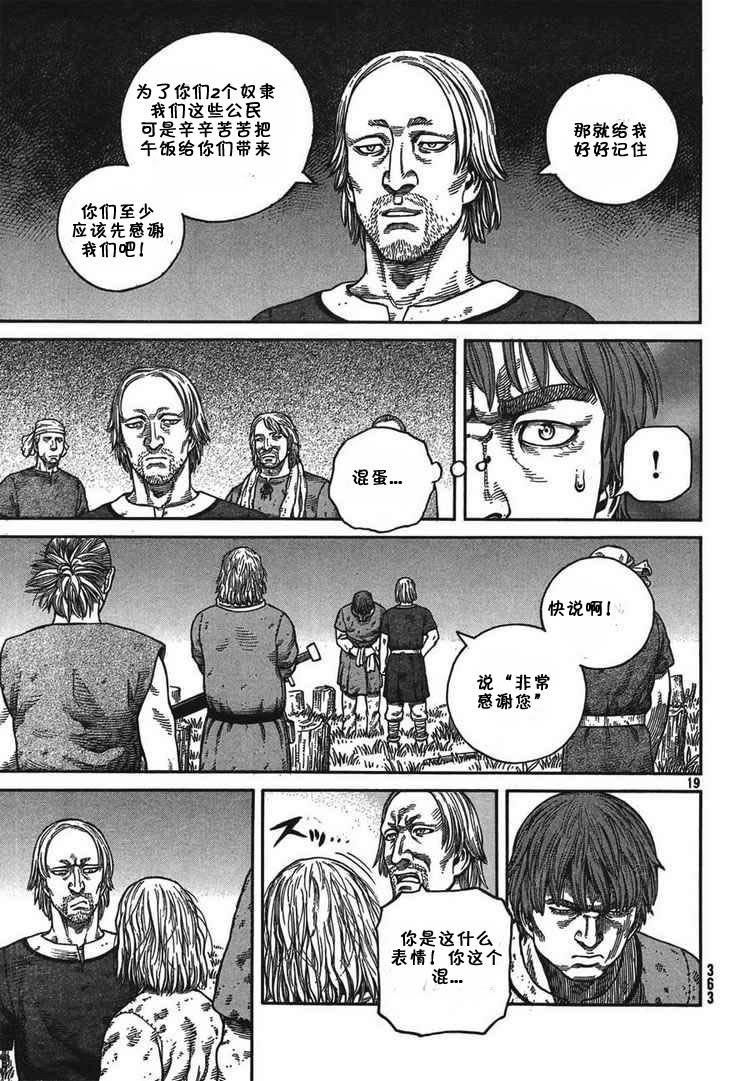 那就给我
好好记住
为了你们2个奴隶
我们这些公民
可是辛辛苦苦把
午饭给你们带来
你们至少
应该先感谢
我们吧!
!
混蛋...
快说啊!
说“非常
感谢您”
19
你是这什么
表情!你这个
混...
スッ...
363